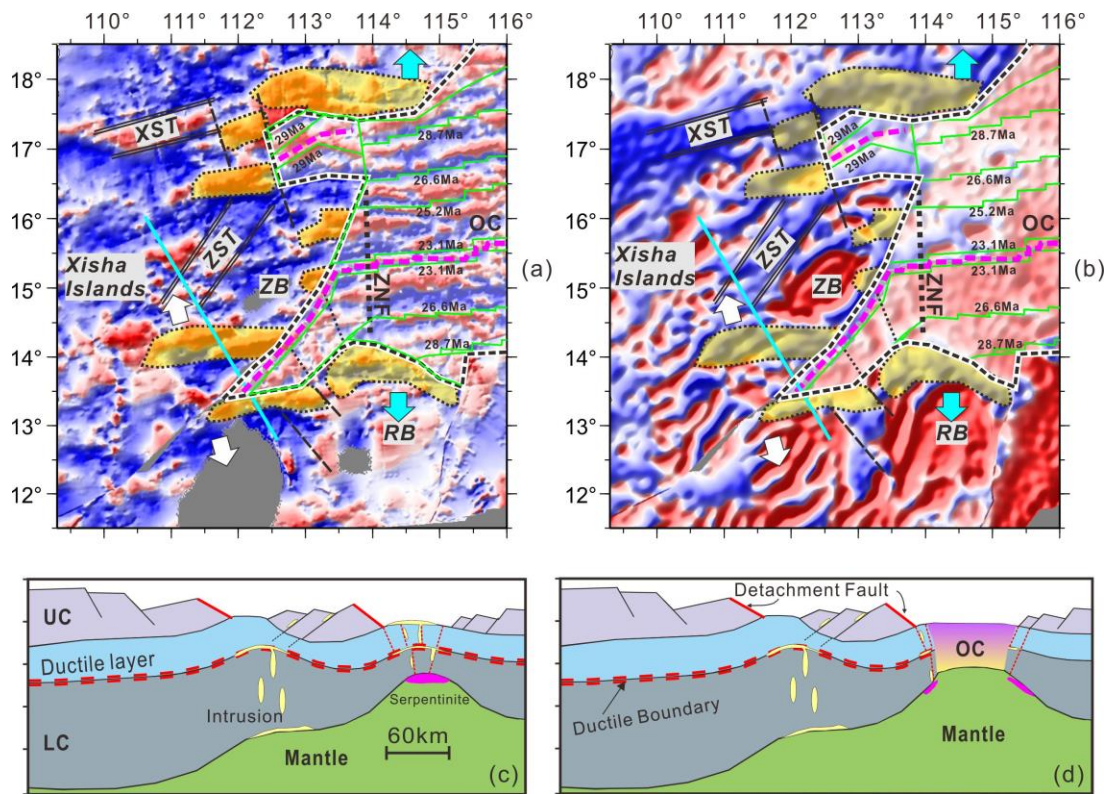 110° 111° 112° 113° 114° 115° 116°
110° 111° 112° 113° 114° 115° 116°
18°
17°
16°
15°
14°
13°
12°
XST
29Ma
29Ma
28.7Ma
26.6Ma
25.2Ma
OC
23.1Ma
23.1Ma
ZST
Xisha
Islands
ZB
ZNF
26.6Ma
28.7Ma
RB
(a)
18°
17°
16°
15°
14°
13°
12°
XST
29Ma
29Ma
28.7Ma
26.6Ma
25.2Ma
OC
23.1Ma
23.1Ma
ZST
Xisha
Islands
ZB
ZNF
26.6Ma
28.7Ma
RB
(b)
UC
Ductile layer
Intrusion
Serpentinite
LC
Mantle
60km
(c)
Detachment Fault
OC
Ductile Boundary
Mantle
(d)